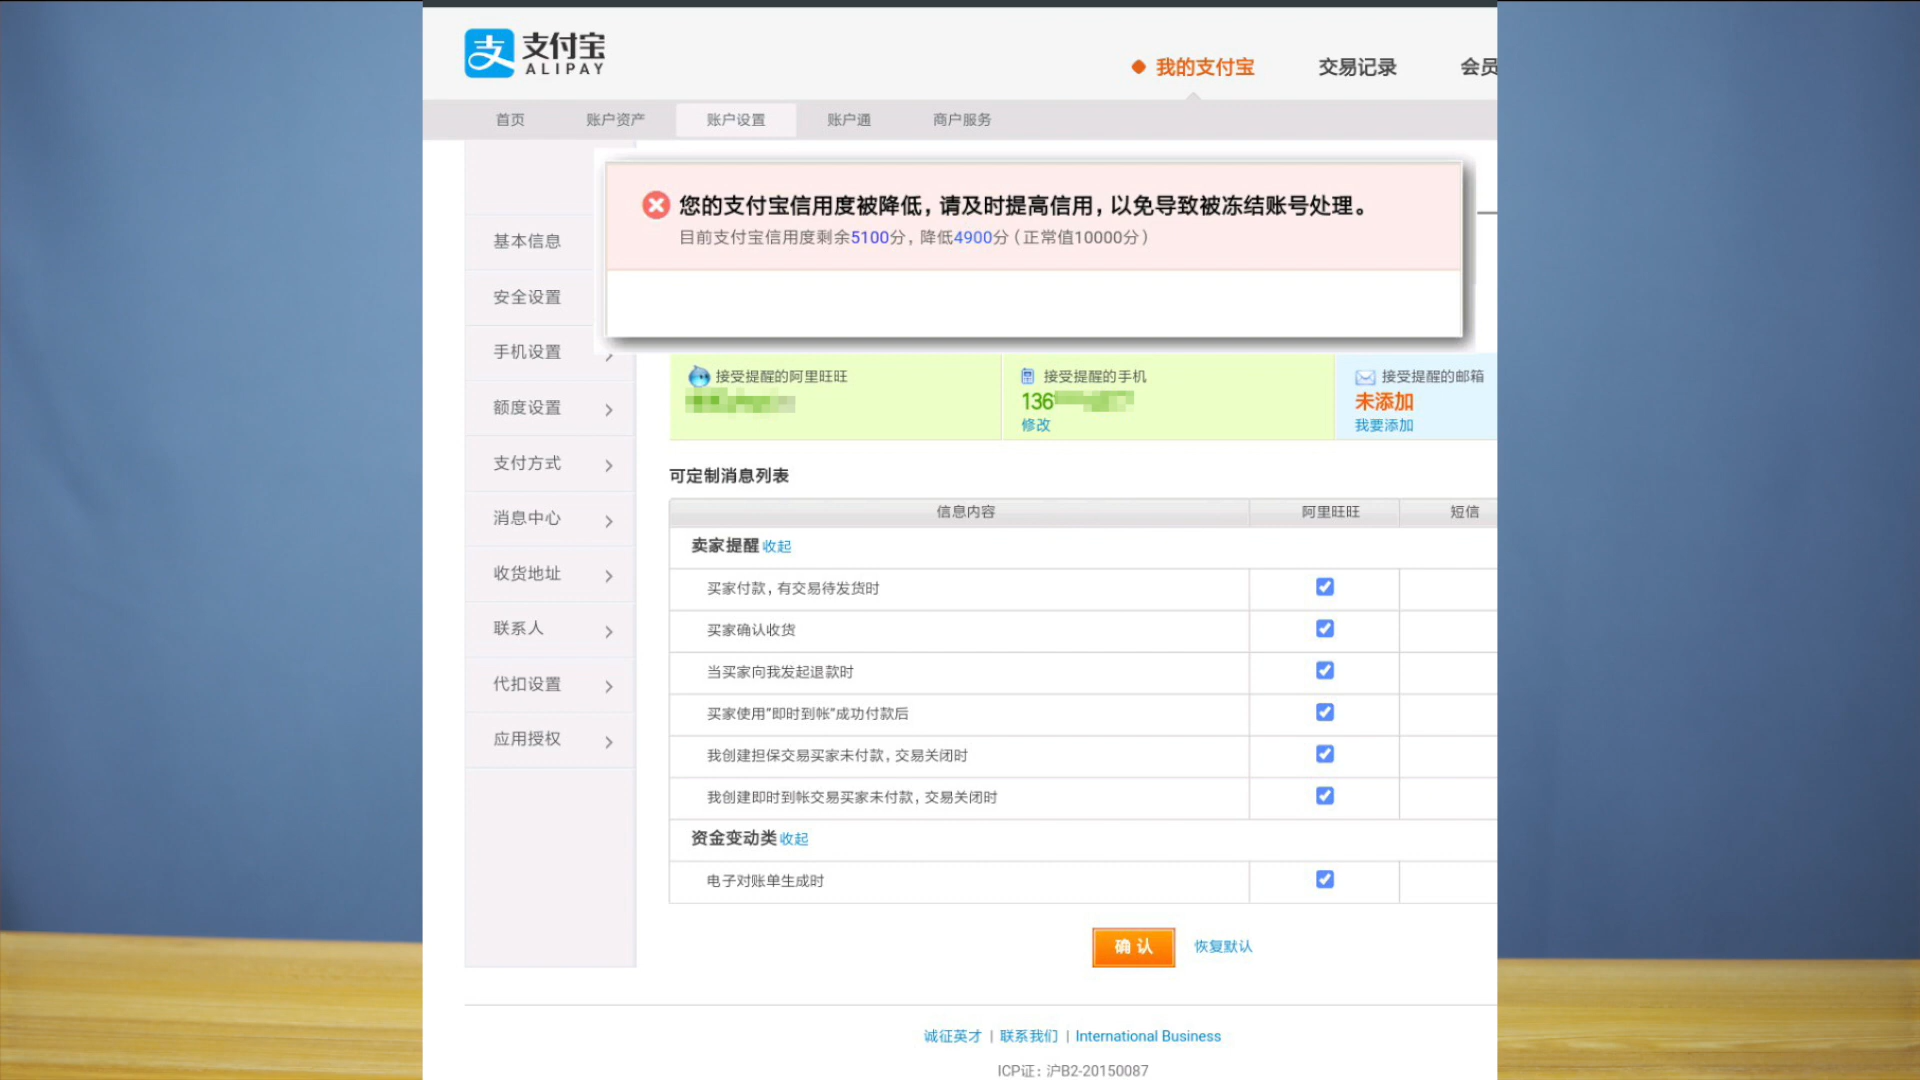 支付宝
ALIPAY
我的支付宝
交易记录
会员
首页
账户资产
账户设置
账户通
商户服务
您的支付宝信用度被降低，请及时提高信用，以免导致被冻结账号处理。
目前支付宝信用度剩余5100分，降低4900分（正常值10000分）
基本信息
安全设置
手机设置
额度设置
支付方式
消息中心
收货地址
联系人
代扣设置
应用授权
接受提醒的阿里旺旺
接受提醒的手机
136
修改
接受提醒的邮箱
未添加
我要添加
可定制消息列表
信息内容
阿里旺旺
短信
卖家提醒 收起
买家付款，有交易待发货时
买家确认收货
当买家向我发起退款时
买家使用"即时到帐"成功付款后
我创建担保交易买家未付款，交易关闭时
我创建即时到帐交易买家未付款，交易关闭时
资金变动类 收起
电子对账单生成时
确 认
恢复默认
诚征英才 | 联系我们 | International Business
ICP证：沪B2-20150087